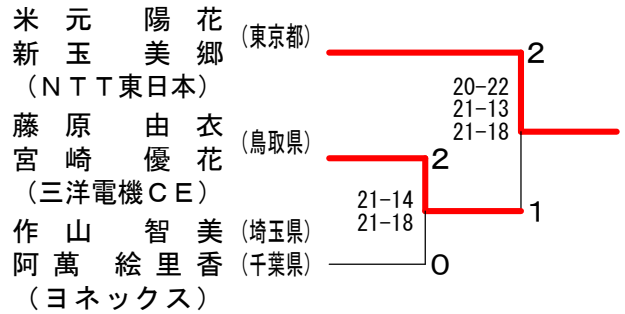 米元 陽花
新玉 美郷
(東京都)
(NTT東日本)
2
20-22
21-13
21-18
藤原 由衣
宮崎 優花
(鳥取県)
(三洋電機CE)
2
21-14
21-18
1
作山 智美 (埼玉県)
阿萬 絵里香 (千葉県)
(ヨネックス)
0